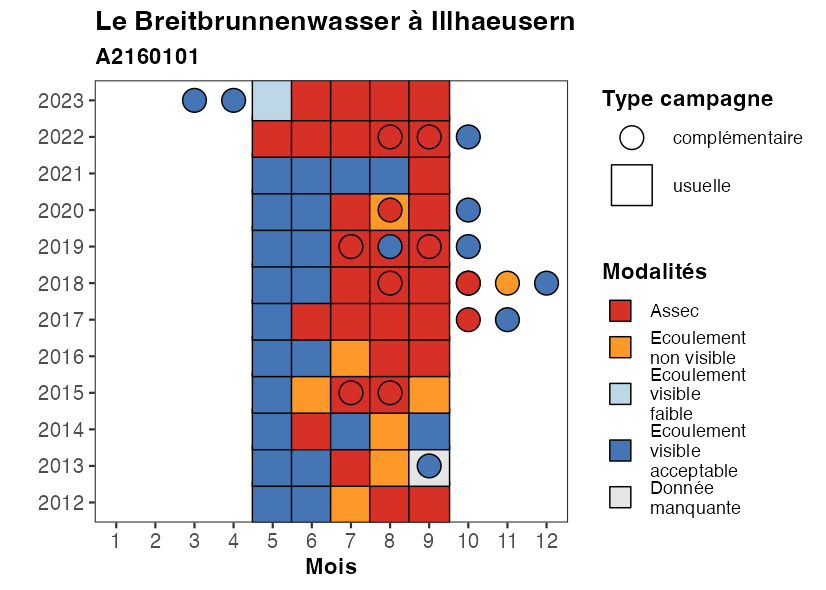 Le Breitbrunnenwasser à Illhaeusern
A2160101
2023
2022
2021
2020
2019
2018
2017
2016
2015
2014
2013
2012
1 2 3 4 5 6 7 8 9 10 11 12
Mois
Type campagne
complémentaire
usuelle
Modalités
Assec
Ecoulement
non visible
Ecoulement
visible
faible
Ecoulement
visible
acceptable
Donnée
manquante